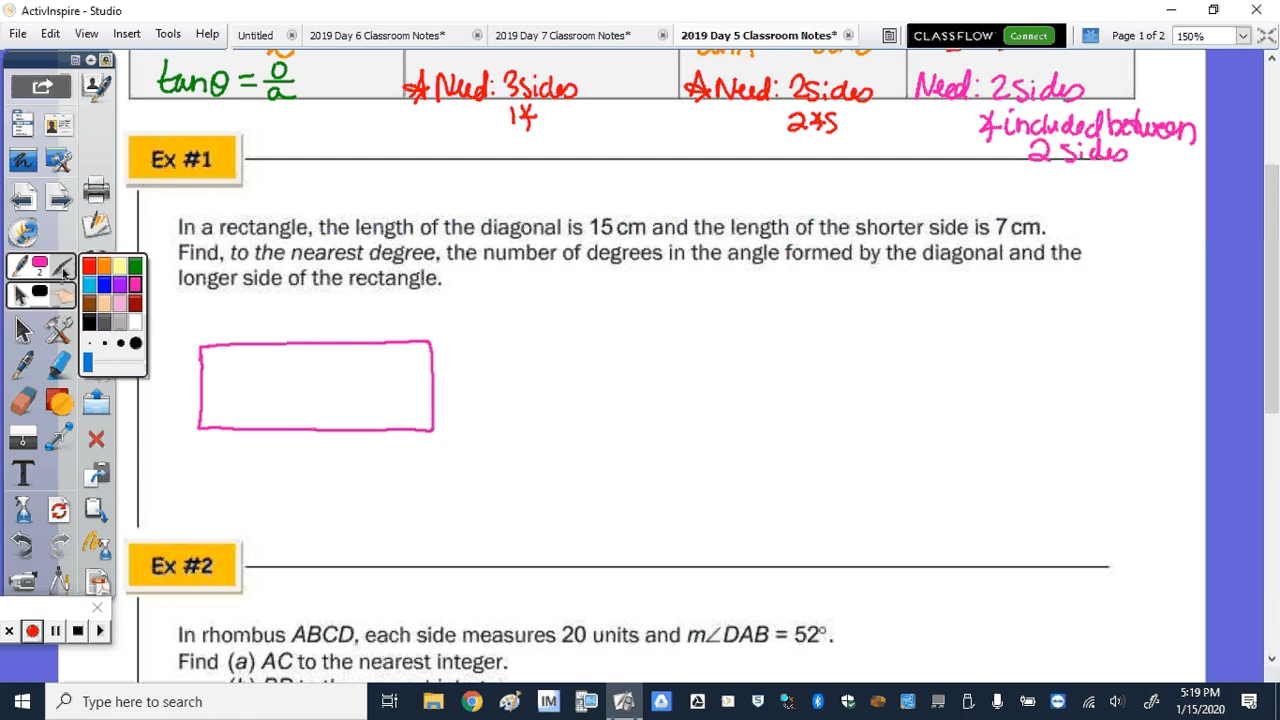 ActivInspire - Studio
File Edit View Insert Tools Help Untitled 2019 Day 6 Classroom Notes* 2019 Day 7 Classroom Notes* 2019 Day 5 Classroom Notes* CLASSFLOW Connect Page 1 of 2 150%
tanθ = o/a
*Need: 3sides
1∡
*Need: 2sides
2∡s
Need: 2sides
∡ included between
2 sides
Ex #1
In a rectangle, the length of the diagonal is 15 cm and the length of the shorter side is 7 cm.
Find, to the nearest degree, the number of degrees in the angle formed by the diagonal and the
longer side of the rectangle.
2
Ex #2
In rhombus ABCD, each side measures 20 units and m∠DAB = 52°.
Find (a) AC to the nearest integer.
Type here to search
5:19 PM
1/15/2020